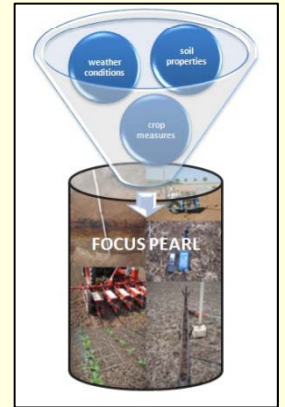 weather
conditions
soil
properties
crop
measures
FOCUS PEARL